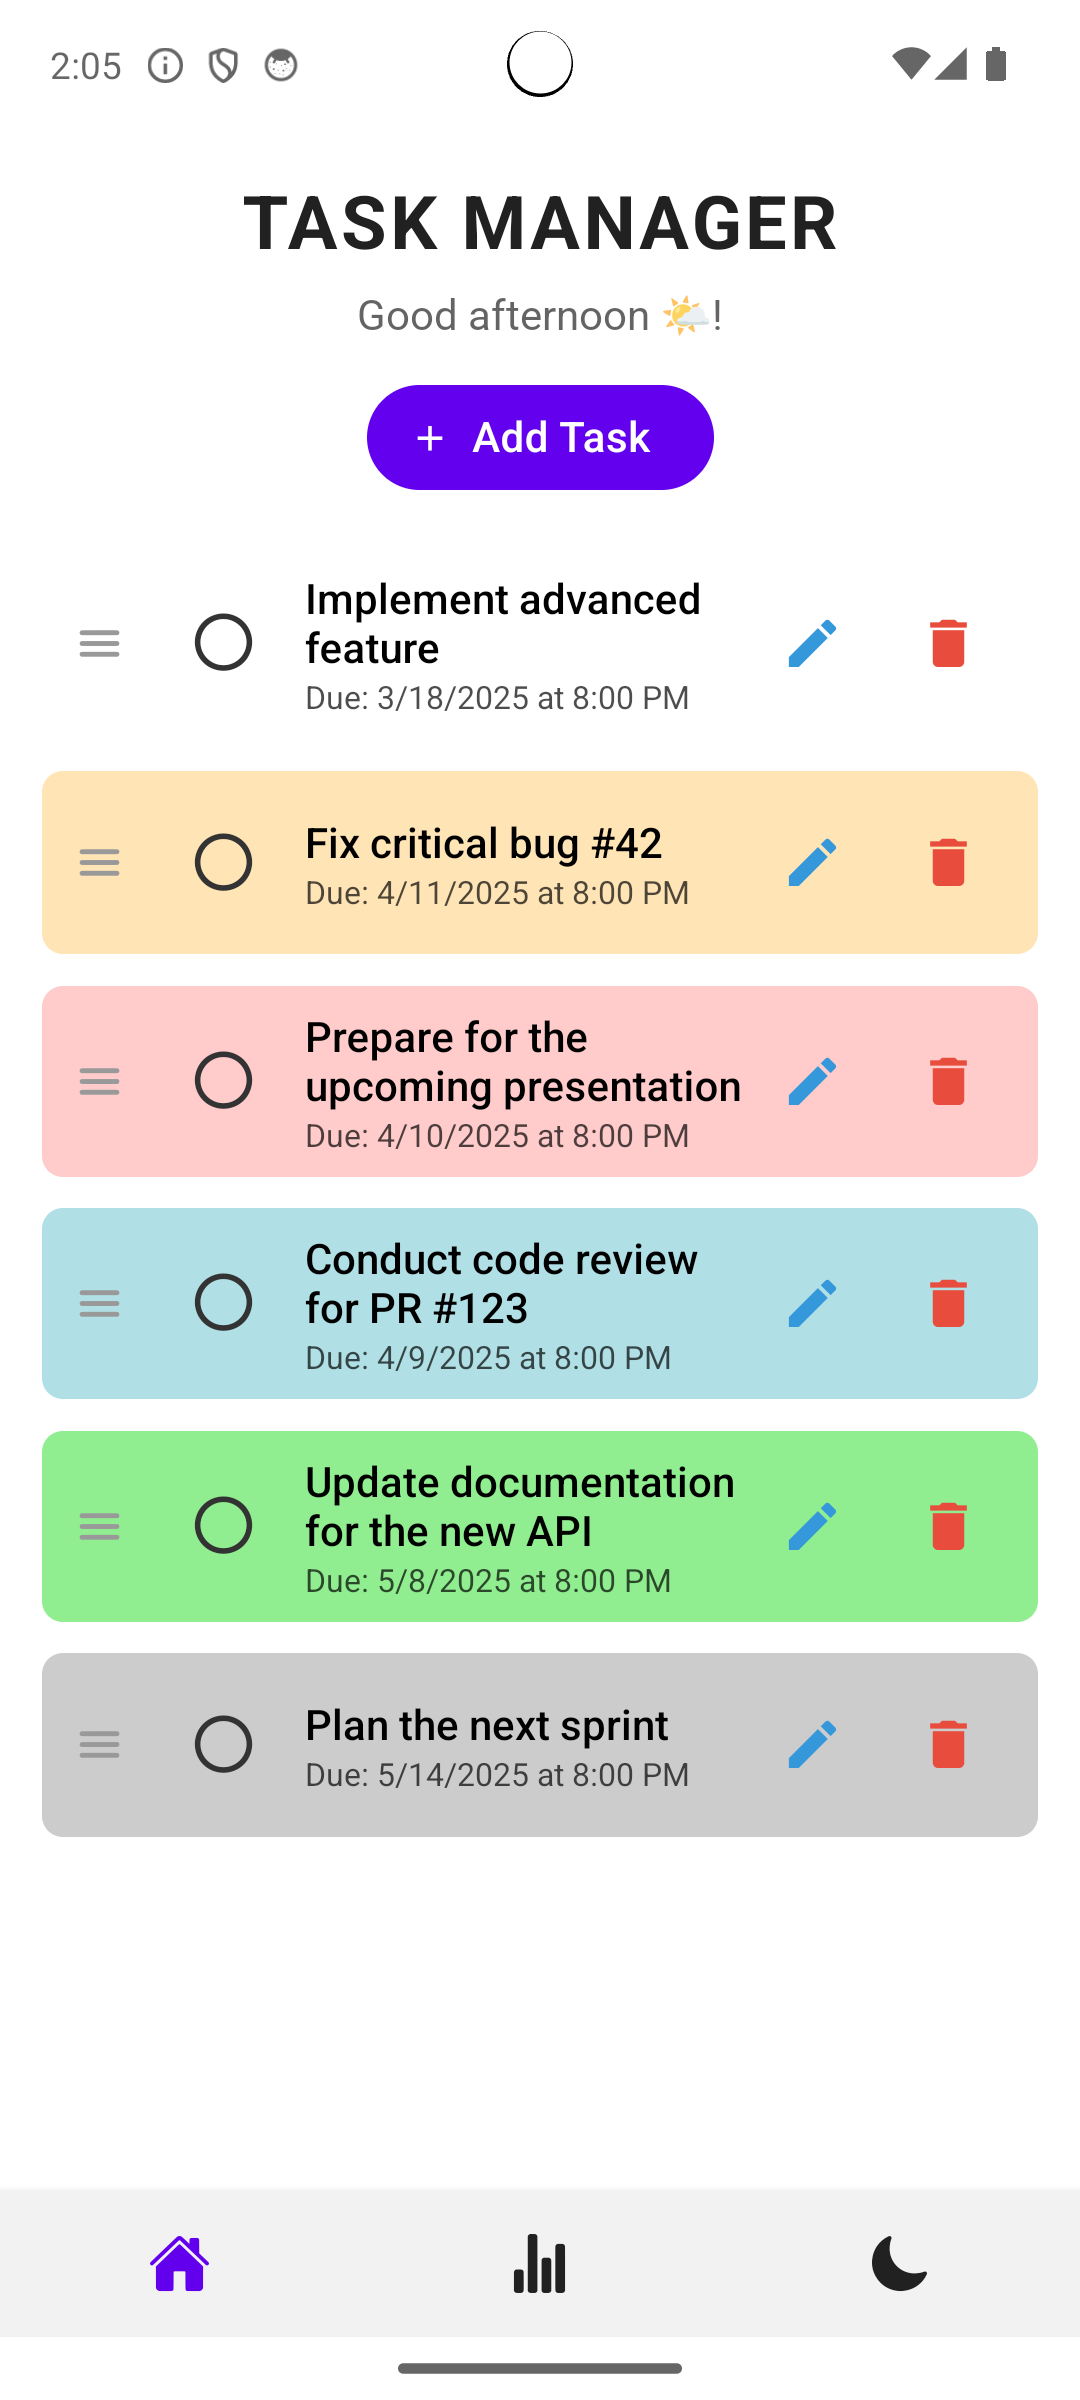 2:05
TASK MANAGER
Good afternoon 🌤️!
+ Add Task
Implement advanced
feature
Due: 3/18/2025 at 8:00 PM
Fix critical bug #42
Due: 4/11/2025 at 8:00 PM
Prepare for the
upcoming presentation
Due: 4/10/2025 at 8:00 PM
Conduct code review
for PR #123
Due: 4/9/2025 at 8:00 PM
Update documentation
for the new API
Due: 5/8/2025 at 8:00 PM
Plan the next sprint
Due: 5/14/2025 at 8:00 PM